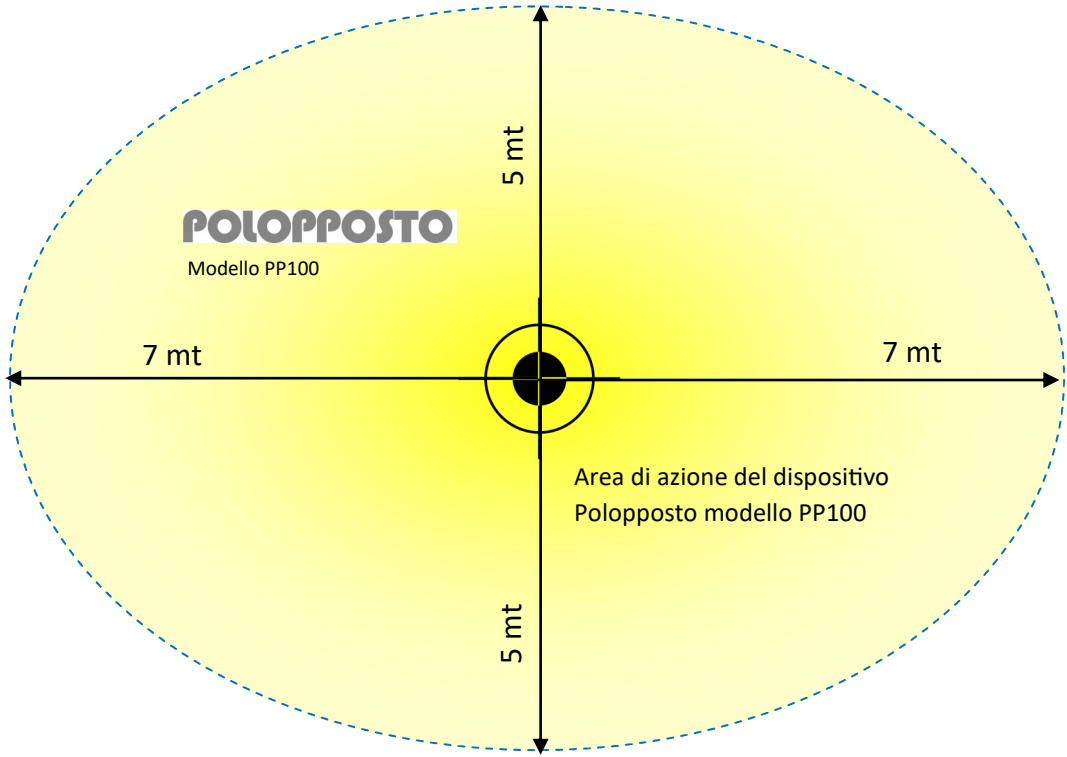 5 mt
POLOPPOSTO
Modello PP100
7 mt
7 mt
Area di azione del dispositivo
Polopposto modello PP100
5 mt